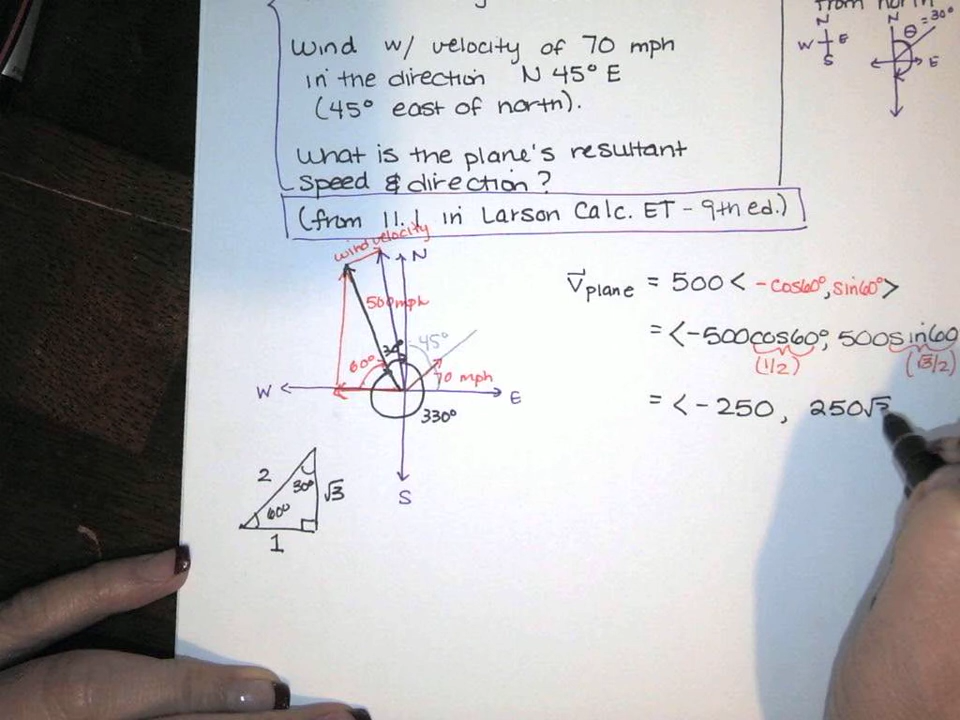 from north
N
W E
S
N
θ = 30°
E
Wind w/ velocity of 70 mph
in the direction N 45° E
(45° east of north).
What is the plane's resultant
speed & direction?
(from 11.1 in Larson Calc. ET - 9th ed.)
wind velocity
N
500 mph
30°
45°
60°
70 mph
W
E
330°
S
v⃗ plane = 500 < -cos60°, sin60° >
= < -500cos60°, 500sin60
(1/2)
(√3/2)
= < -250, 250√3
2
30°
√3
60°
1